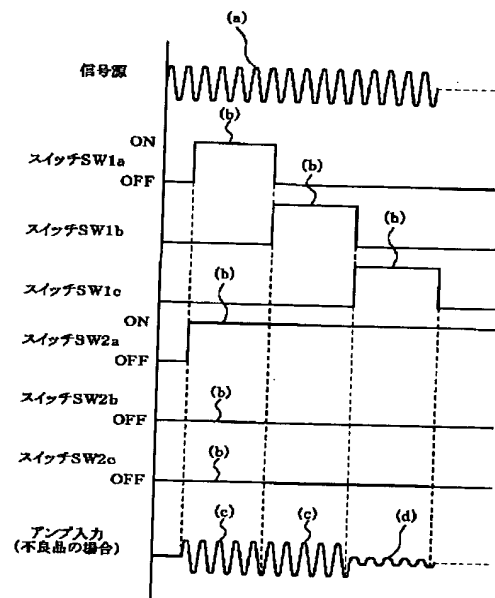 (a)
信号源
(b)
ON
スイッチSW1a
OFF
(b)
スイッチSW1b
(b)
スイッチSW1c
(b)
ON
スイッチSW2a
OFF
スイッチSW2b
(b)
OFF
スイッチSW2c
(b)
OFF
アンプ入力
(不良品の場合)
(c)
(c)
(d)